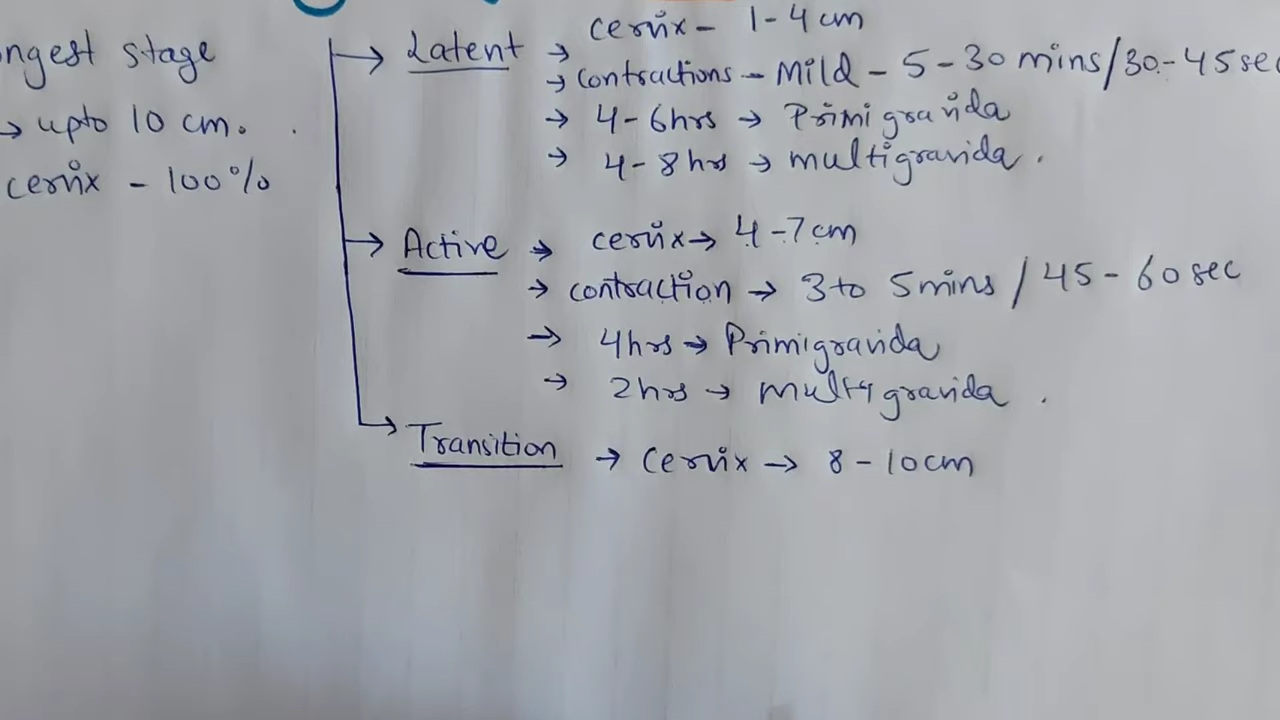 ngest stage
→ upto 10 cm.
cervix - 100%
→ Latent → cervix - 1-4 cm
→ contractions - Mild - 5-30 mins/30-45 sec
→ 4-6hrs → Primigravida
→ 4-8hrs → multigravida.
→ Active → cervix → 4-7cm
→ contraction → 3 to 5mins / 45-60 sec
→ 4hrs → Primigravida
→ 2hrs → multigravida.
→ Transition → cervix → 8-10cm